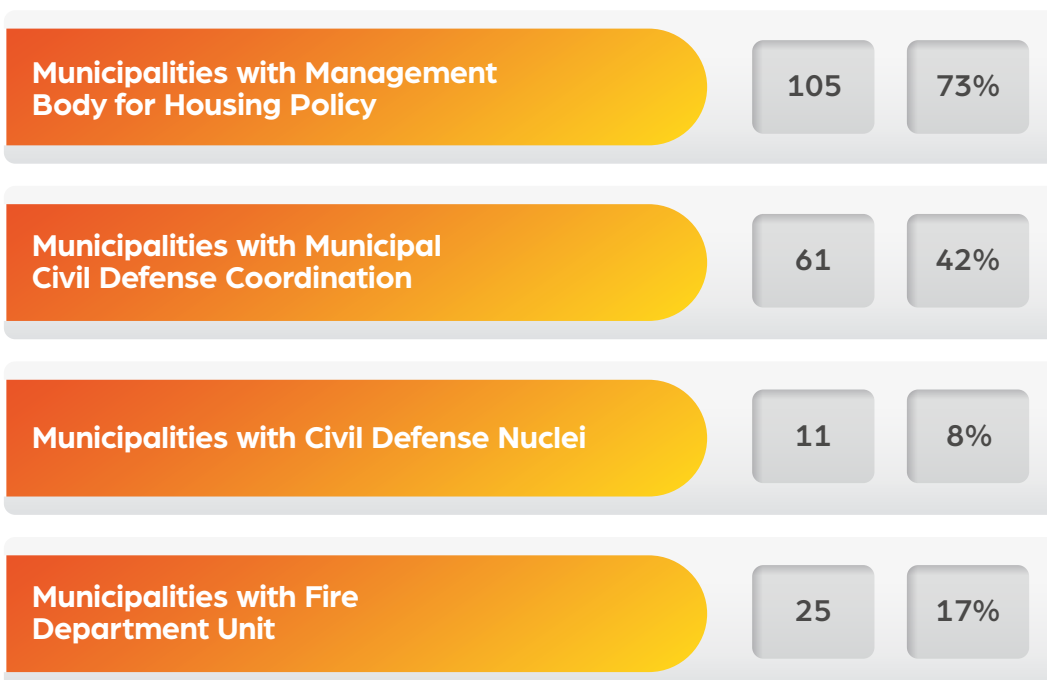 Municipalities with Management
Body for Housing Policy
105
73%
Municipalities with Municipal
Civil Defense Coordination
61
42%
Municipalities with Civil Defense Nuclei
11
8%
Municipalities with Fire
Department Unit
25
17%